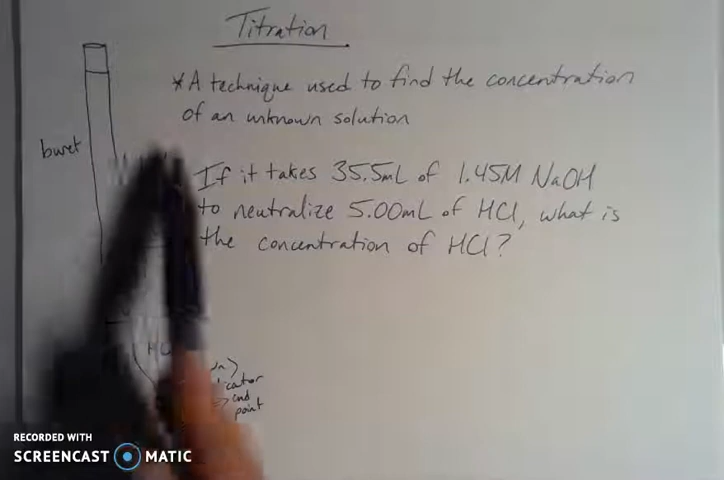 Titration
* A technique used to find the concentration
of an unknown solution
buret
If it takes 35.5mL of 1.45M NaOH
to neutralize 5.00mL of HCl, what is
the concentration of HCl?
end
point
RECORDED WITH
SCREENCAST MATIC